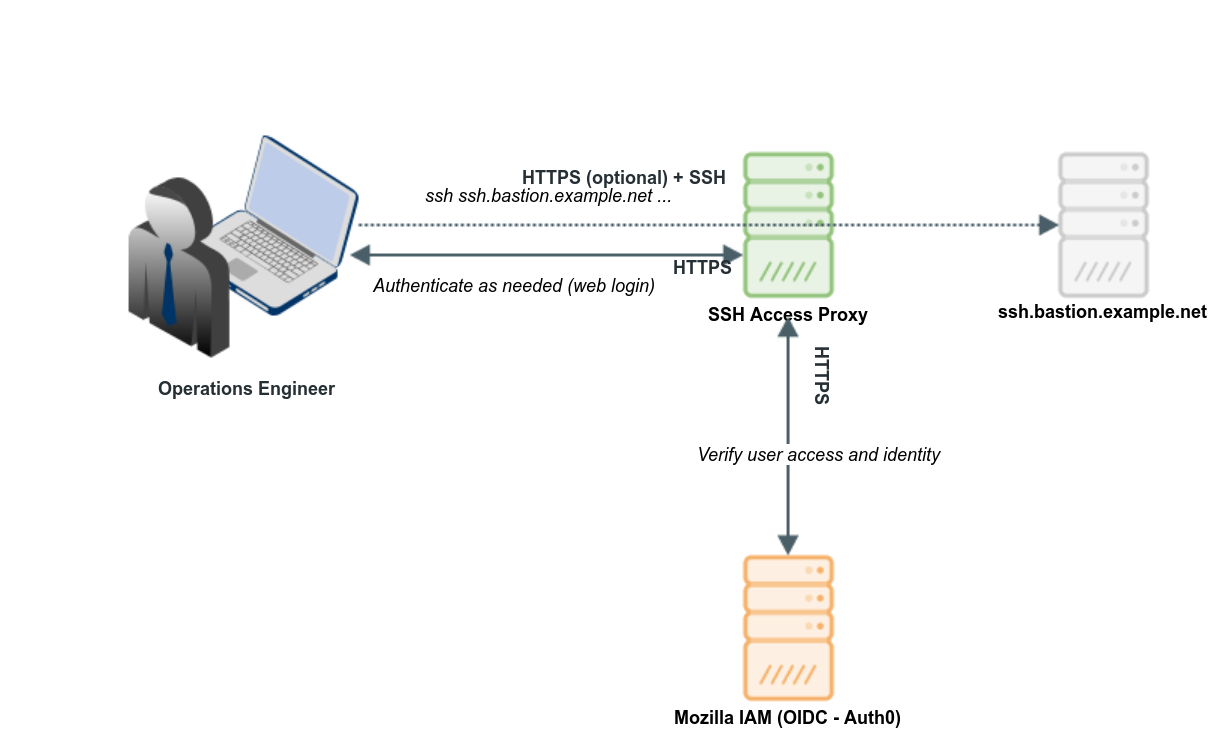 HTTPS (optional) + SSH
ssh ssh.bastion.example.net ...
HTTPS
Authenticate as needed (web login)
SSH Access Proxy
ssh.bastion.example.net
HTTPS
Operations Engineer
Verify user access and identity
Mozilla IAM (OIDC - Auth0)